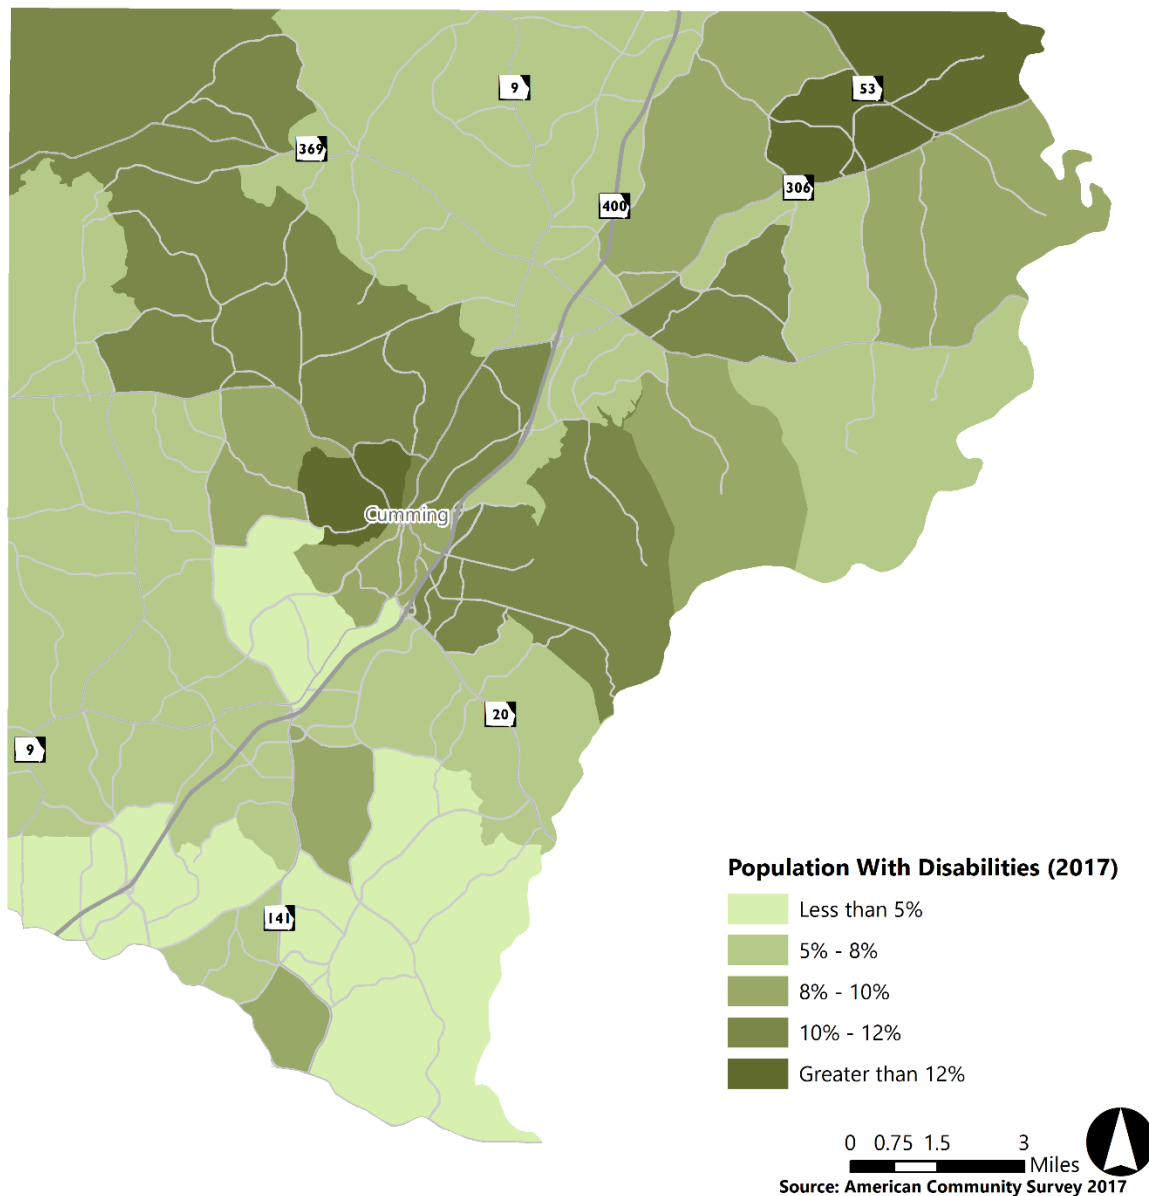 9
53
369
306
400
Cumming
20
9
141
Population With Disabilities (2017)
Less than 5%
5% - 8%
8% - 10%
10% - 12%
Greater than 12%
0 0.75 1.5 3
Miles
Source: American Community Survey 2017